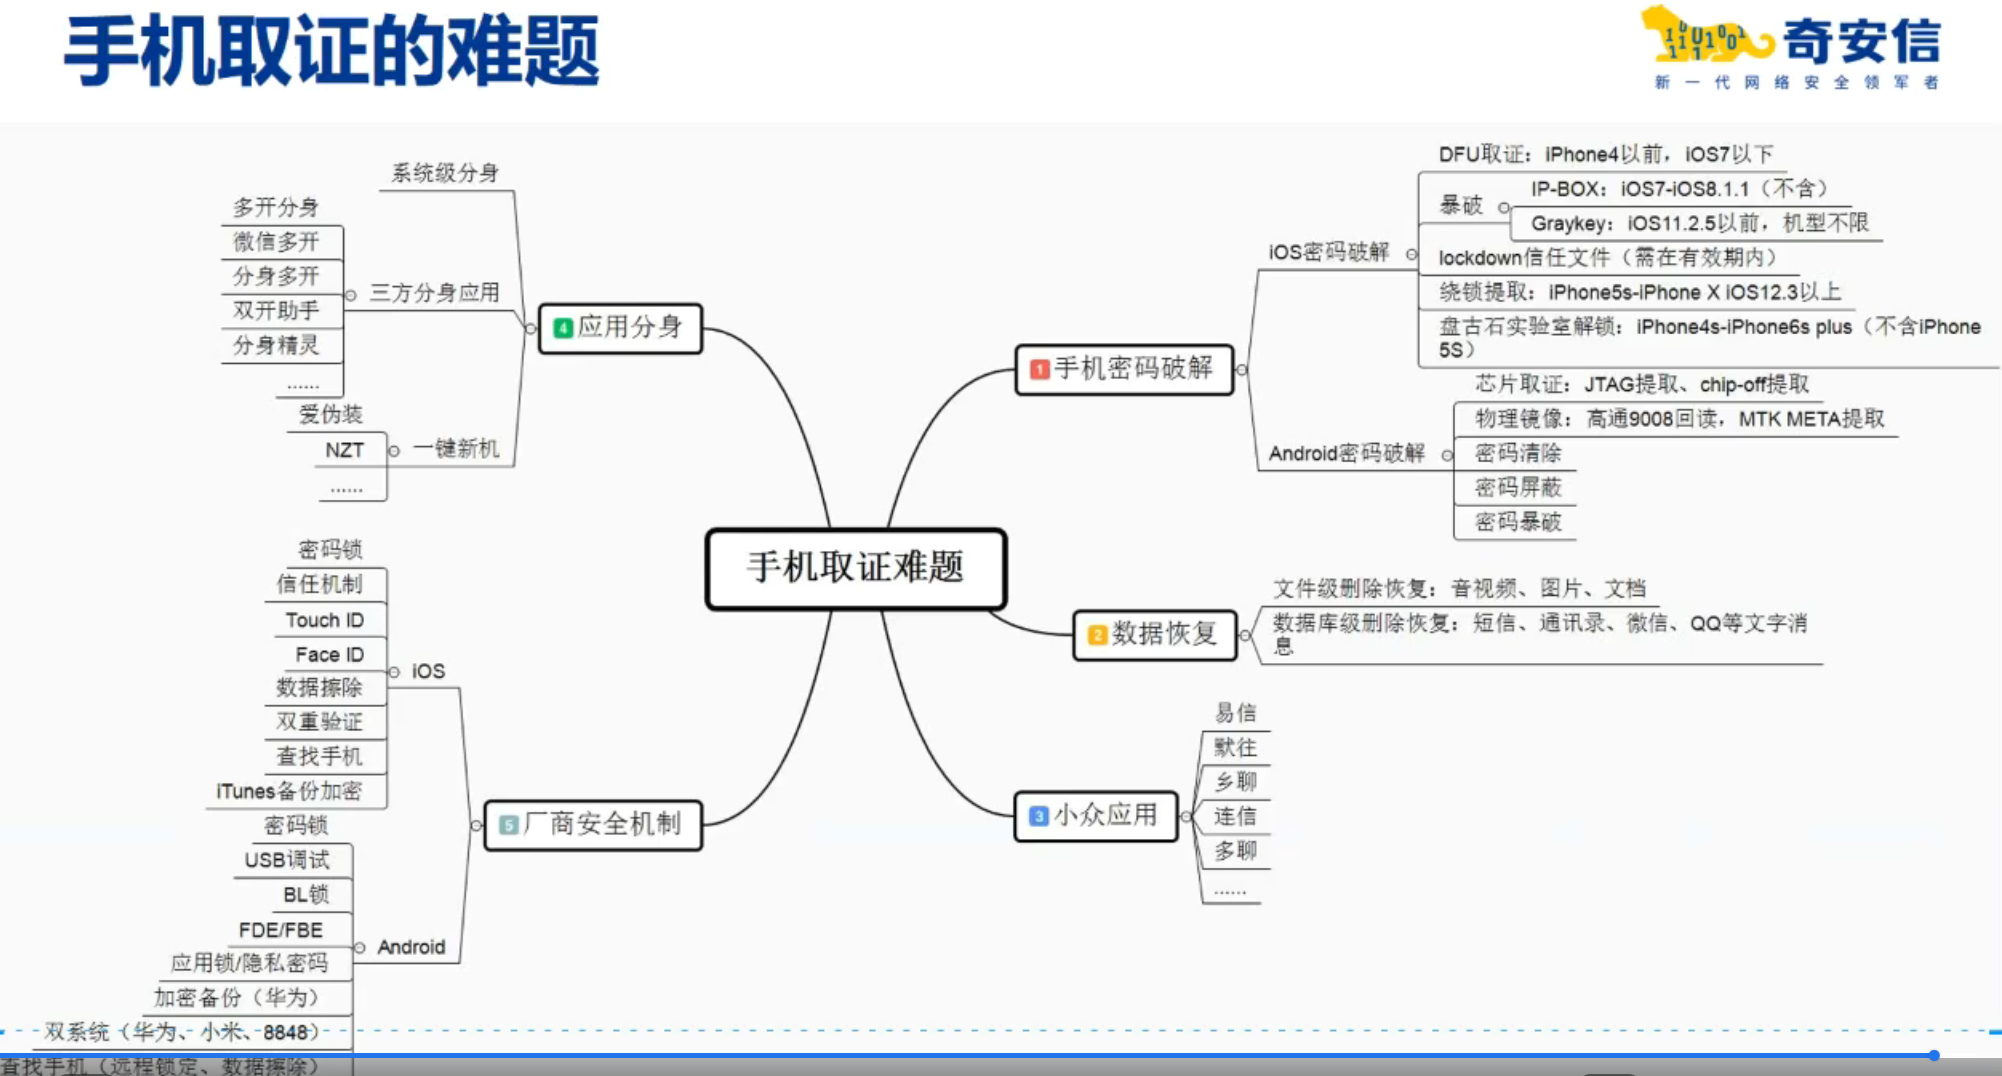 手机取证的难题
奇安信
新一代网络安全领军者
手机取证难题
1 手机密码破解
iOS密码破解
DFU取证：iPhone4以前，iOS7以下
暴破
IP-BOX：iOS7-iOS8.1.1（不含）
Graykey：iOS11.2.5以前，机型不限
lockdown信任文件（需在有效期内）
绕锁提取：iPhone5s-iPhone X iOS12.3以上
盘古石实验室解锁：iPhone4s-iPhone6s plus（不含iPhone
5S）
Android密码破解
芯片取证：JTAG提取、chip-off提取
物理镜像：高通9008回读，MTK META提取
密码清除
密码屏蔽
密码暴破
2 数据恢复
文件级删除恢复：音视频、图片、文档
数据库级删除恢复：短信、通讯录、微信、QQ等文字消
息
3 小众应用
易信
默往
乡聊
连信
多聊
......
4 应用分身
系统级分身
三方分身应用
多开分身
微信多开
分身多开
双开助手
分身精灵
......
一键新机
爱伪装
NZT
......
5 厂商安全机制
iOS
密码锁
信任机制
Touch ID
Face ID
数据擦除
双重验证
查找手机
iTunes备份加密
Android
密码锁
USB调试
BL锁
FDE/FBE
应用锁/隐私密码
加密备份（华为）
双系统（华为、小米、8848）
查找手机（远程锁定、数据擦除）